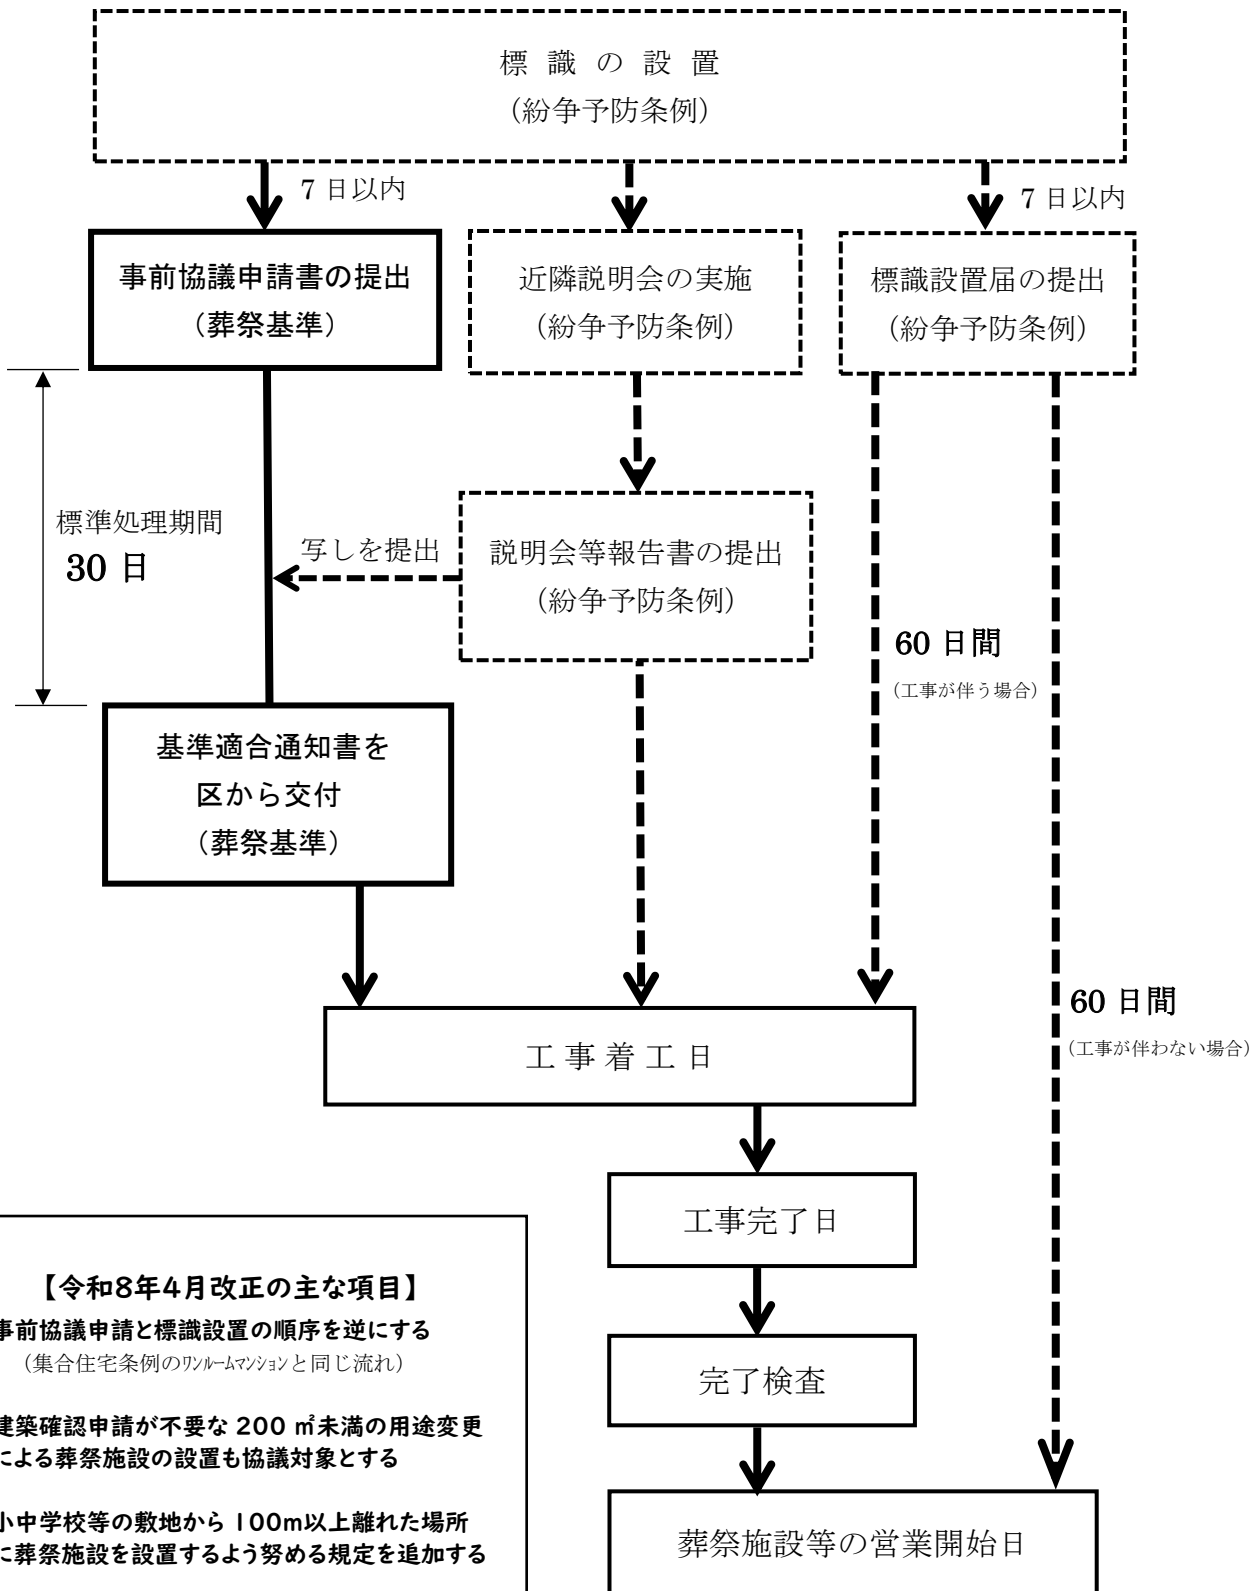 標 識 の 設 置
(紛争予防条例)
7 日以内
7 日以内
事前協議申請書の提出
(葬祭基準)
近隣説明会の実施
(紛争予防条例)
標識設置届の提出
(紛争予防条例)
標準処理期間
30 日
写しを提出
説明会等報告書の提出
(紛争予防条例)
60 日間
(工事が伴う場合)
基準適合通知書を
区から交付
(葬祭基準)
60 日間
(工事が伴わない場合)
工 事 着 工 日
工事完了日
完了検査
葬祭施設等の営業開始日
【令和8年4月改正の主な項目】
事前協議申請と標識設置の順序を逆にする
(集合住宅条例のﾜﾝﾙｰﾑﾏﾝｼｮﾝと同じ流れ)
建築確認申請が不要な 200 ㎡未満の用途変更
による葬祭施設の設置も協議対象とする
小中学校等の敷地から 100m以上離れた場所
に葬祭施設を設置するよう努める規定を追加する